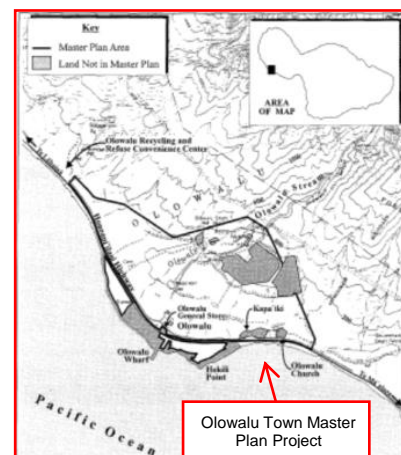 Key
Master Plan Area
Land Not in Master Plan
AREA
OF MAP
Olowalu Recycling and
Refuse Convenience Center
OLOWALU
Olowalu Stream
Olowalu
General Store
Olowalu
Kapa'iki
Olowalu
Wharf
Hekili
Point
Olowalu
Church
Pacific Ocean
Olowalu Town Master
Plan Project